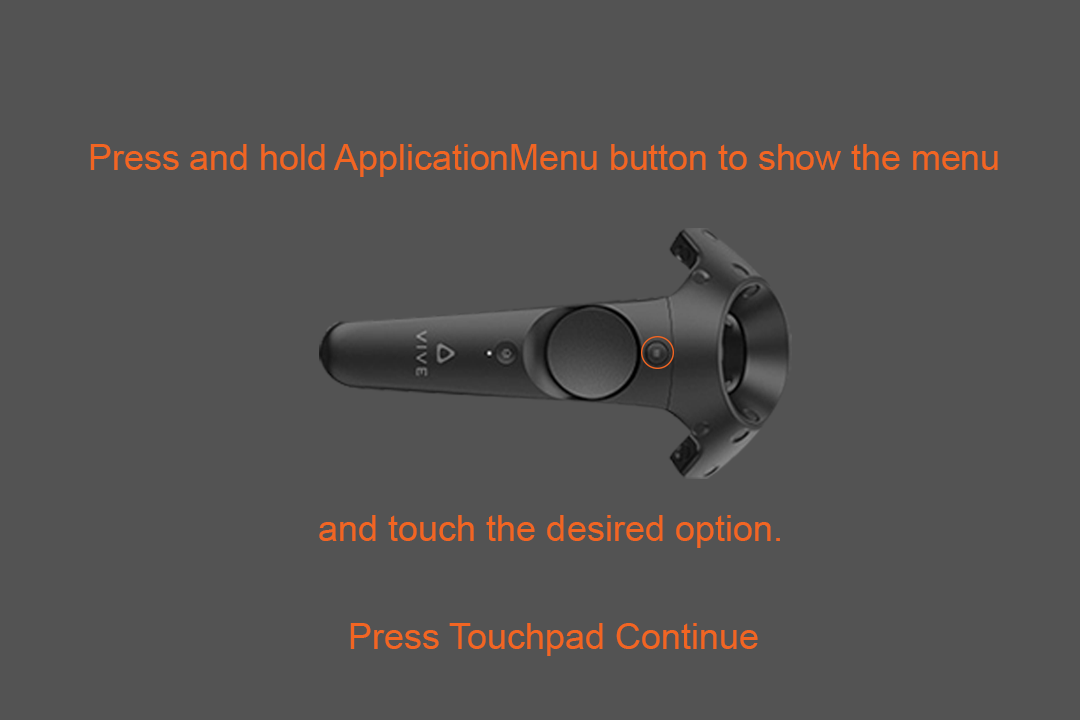 Press and hold ApplicationMenu button to show the menu
VIVE
and touch the desired option.
Press Touchpad Continue